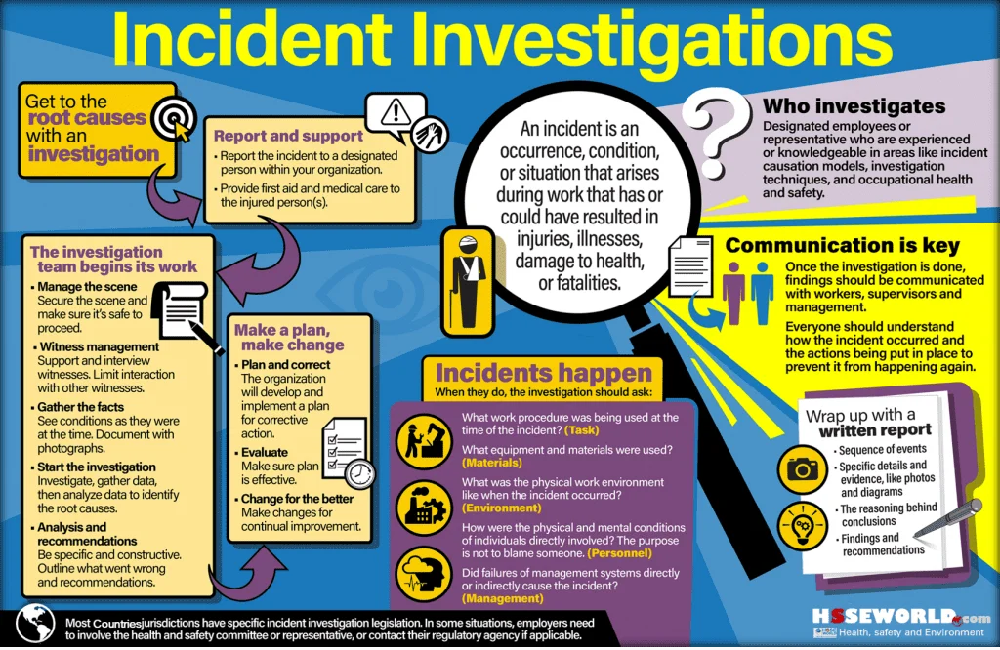 Incident Investigations
Get to the
root causes
with an
investigation
Report and support
• Report the incident to a designated
person within your organization.
• Provide first aid and medical care to
the injured person(s).
The investigation
team begins its work
• Manage the scene
Secure the scene and
make sure it's safe to
proceed.
• Witness management
Support and interview
witnesses. Limit interaction
with other witnesses.
• Gather the facts
See conditions as they were
at the time. Document with
photographs.
• Start the investigation
Investigate, gather data,
then analyze data to identify
the root causes.
• Analysis and
recommendations
Be specific and constructive.
Outline what went wrong
and recommendations.
Make a plan,
make change
• Plan and correct
The organization
will develop and
implement a plan
for corrective
action.
• Evaluate
Make sure plan
is effective.
• Change for the better
Make changes for
continual improvement.
An incident is an
occurrence, condition,
or situation that arises
during work that has or
could have resulted in
injuries, illnesses,
damage to health,
or fatalities.
Incidents happen
When they do, the investigation should ask:
What work procedure was being used at the
time of the incident? (Task)
What equipment and materials were used?
(Materials)
What was the physical work environment
like when the incident occurred?
(Environment)
How were the physical and mental conditions
of individuals directly involved? The purpose
is not to blame someone. (Personnel)
Did failures of management systems directly
or indirectly cause the incident?
(Management)
Who investigates
Designated employees or
representative who are experienced
or knowledgeable in areas like incident
causation models, investigation
techniques, and occupational health
and safety.
Communication is key
Once the investigation is done,
findings should be communicated
with workers, supervisors and
management.
Everyone should understand
how the incident occurred and
the actions being put in place to
prevent it from happening again.
Wrap up with a
written report
• Sequence of events
• Specific details and
evidence, like photos
and diagrams
• The reasoning behind
conclusions
• Findings and
recommendations
Most Countriesjurisdictions have specific incident investigation legislation. In some situations, employers need
to involve the health and safety committee or representative, or contact their regulatory agency if applicable.
HSSEWORLD.com
Health, safety and Environment